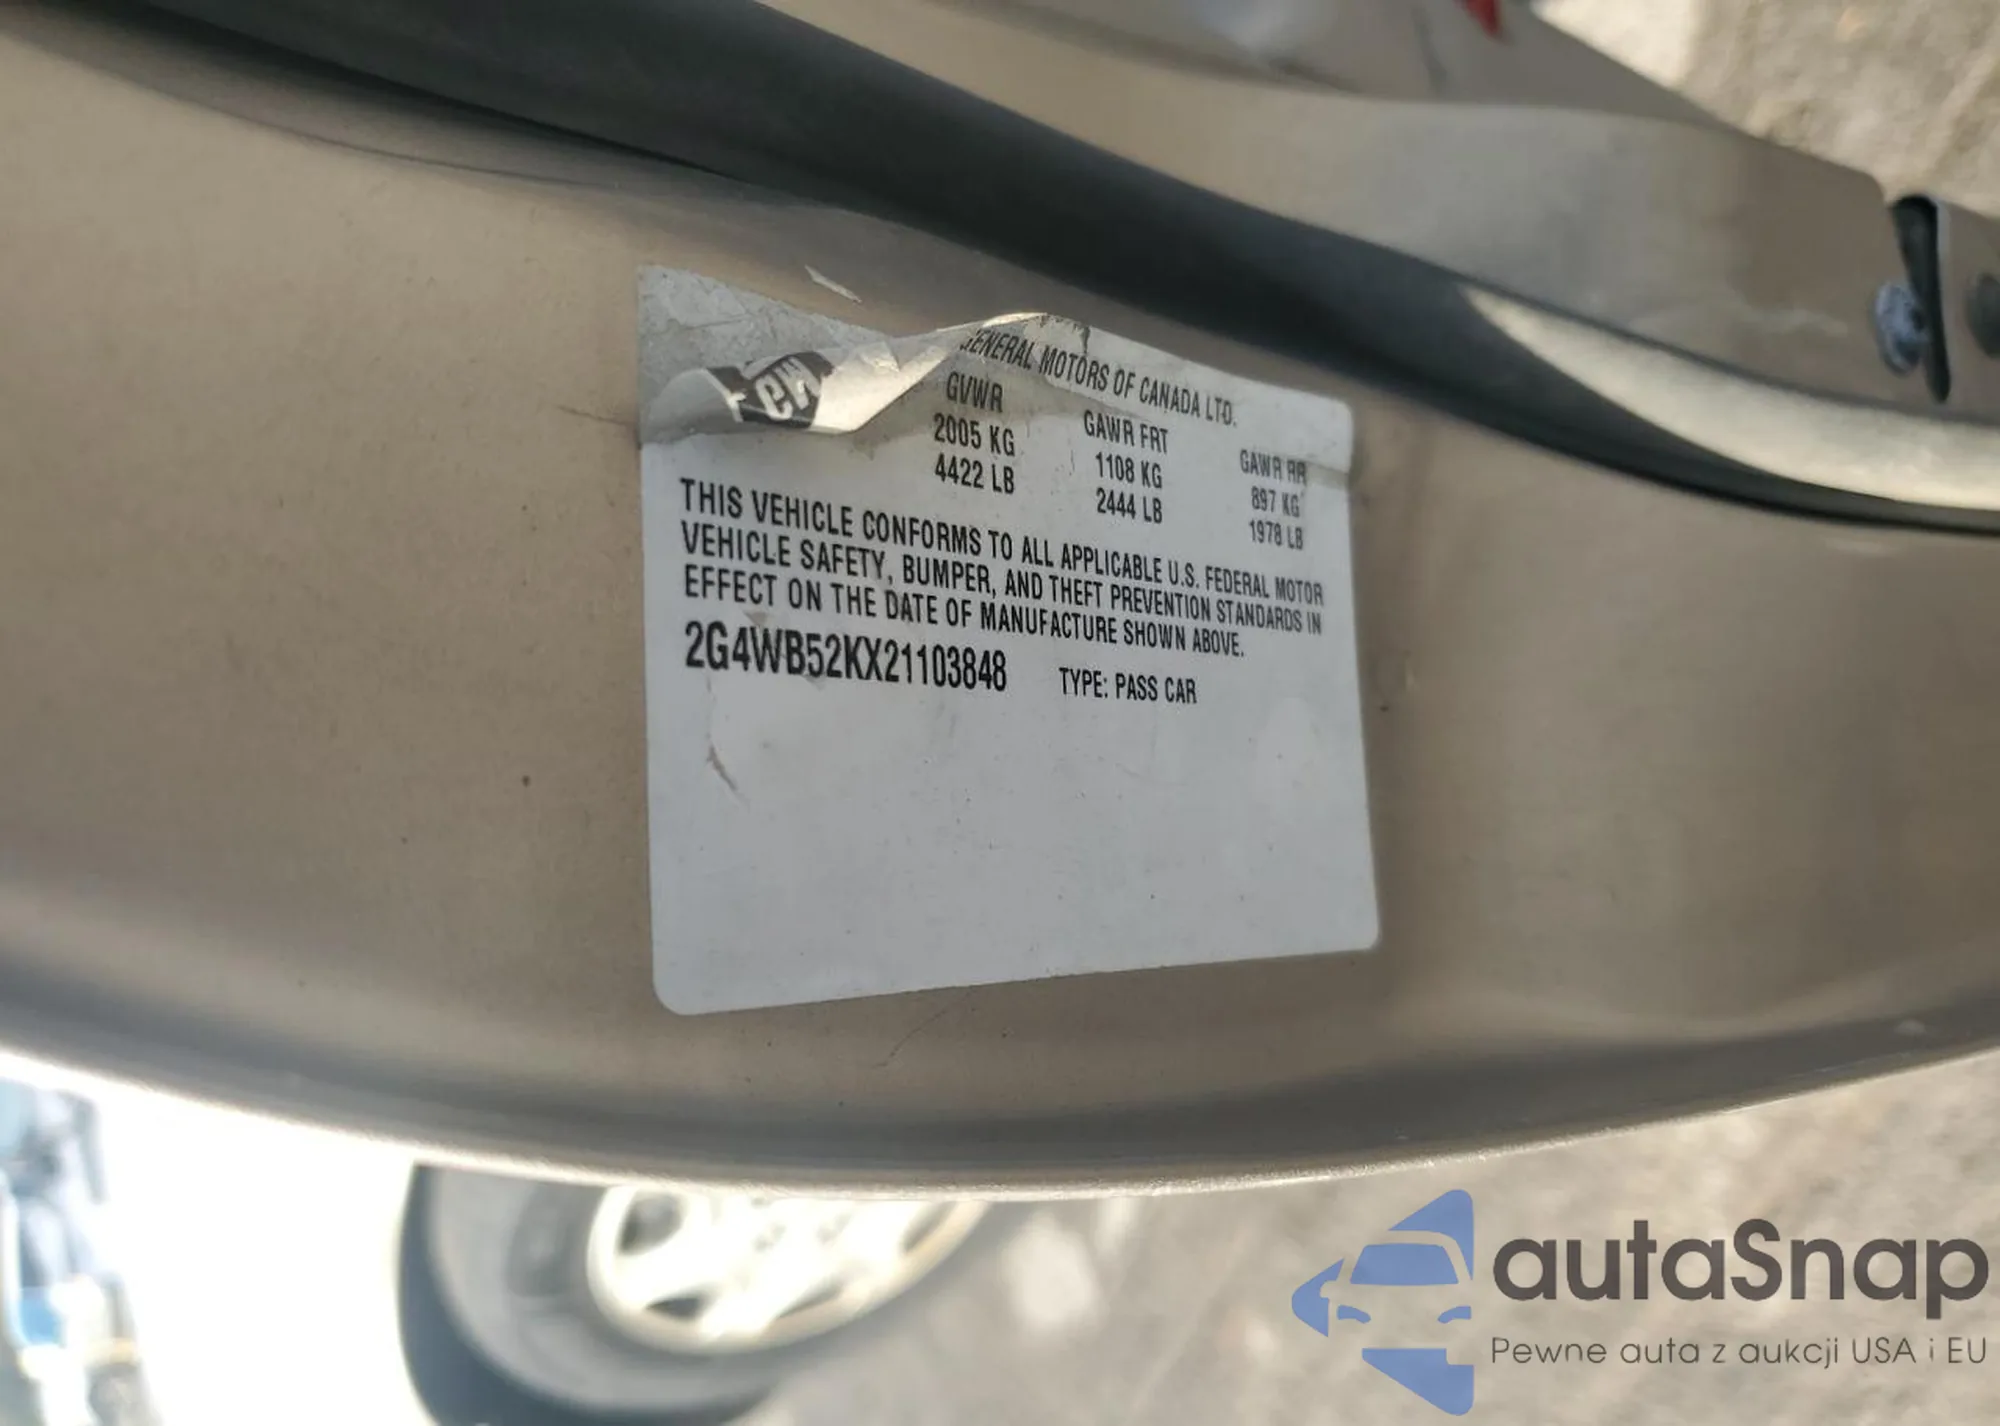 GM
GENERAL MOTORS OF CANADA LTD.
GVWR GAWR FRT GAWR RR
2005 KG 1108 KG 897 KG
4422 LB 2444 LB 1978 LB
THIS VEHICLE CONFORMS TO ALL APPLICABLE U.S. FEDERAL MOTOR
VEHICLE SAFETY, BUMPER, AND THEFT PREVENTION STANDARDS IN
EFFECT ON THE DATE OF MANUFACTURE SHOWN ABOVE.
2G4WB52KX21103848 TYPE: PASS CAR
autaSnap
Pewne auta z aukcji USA i EU